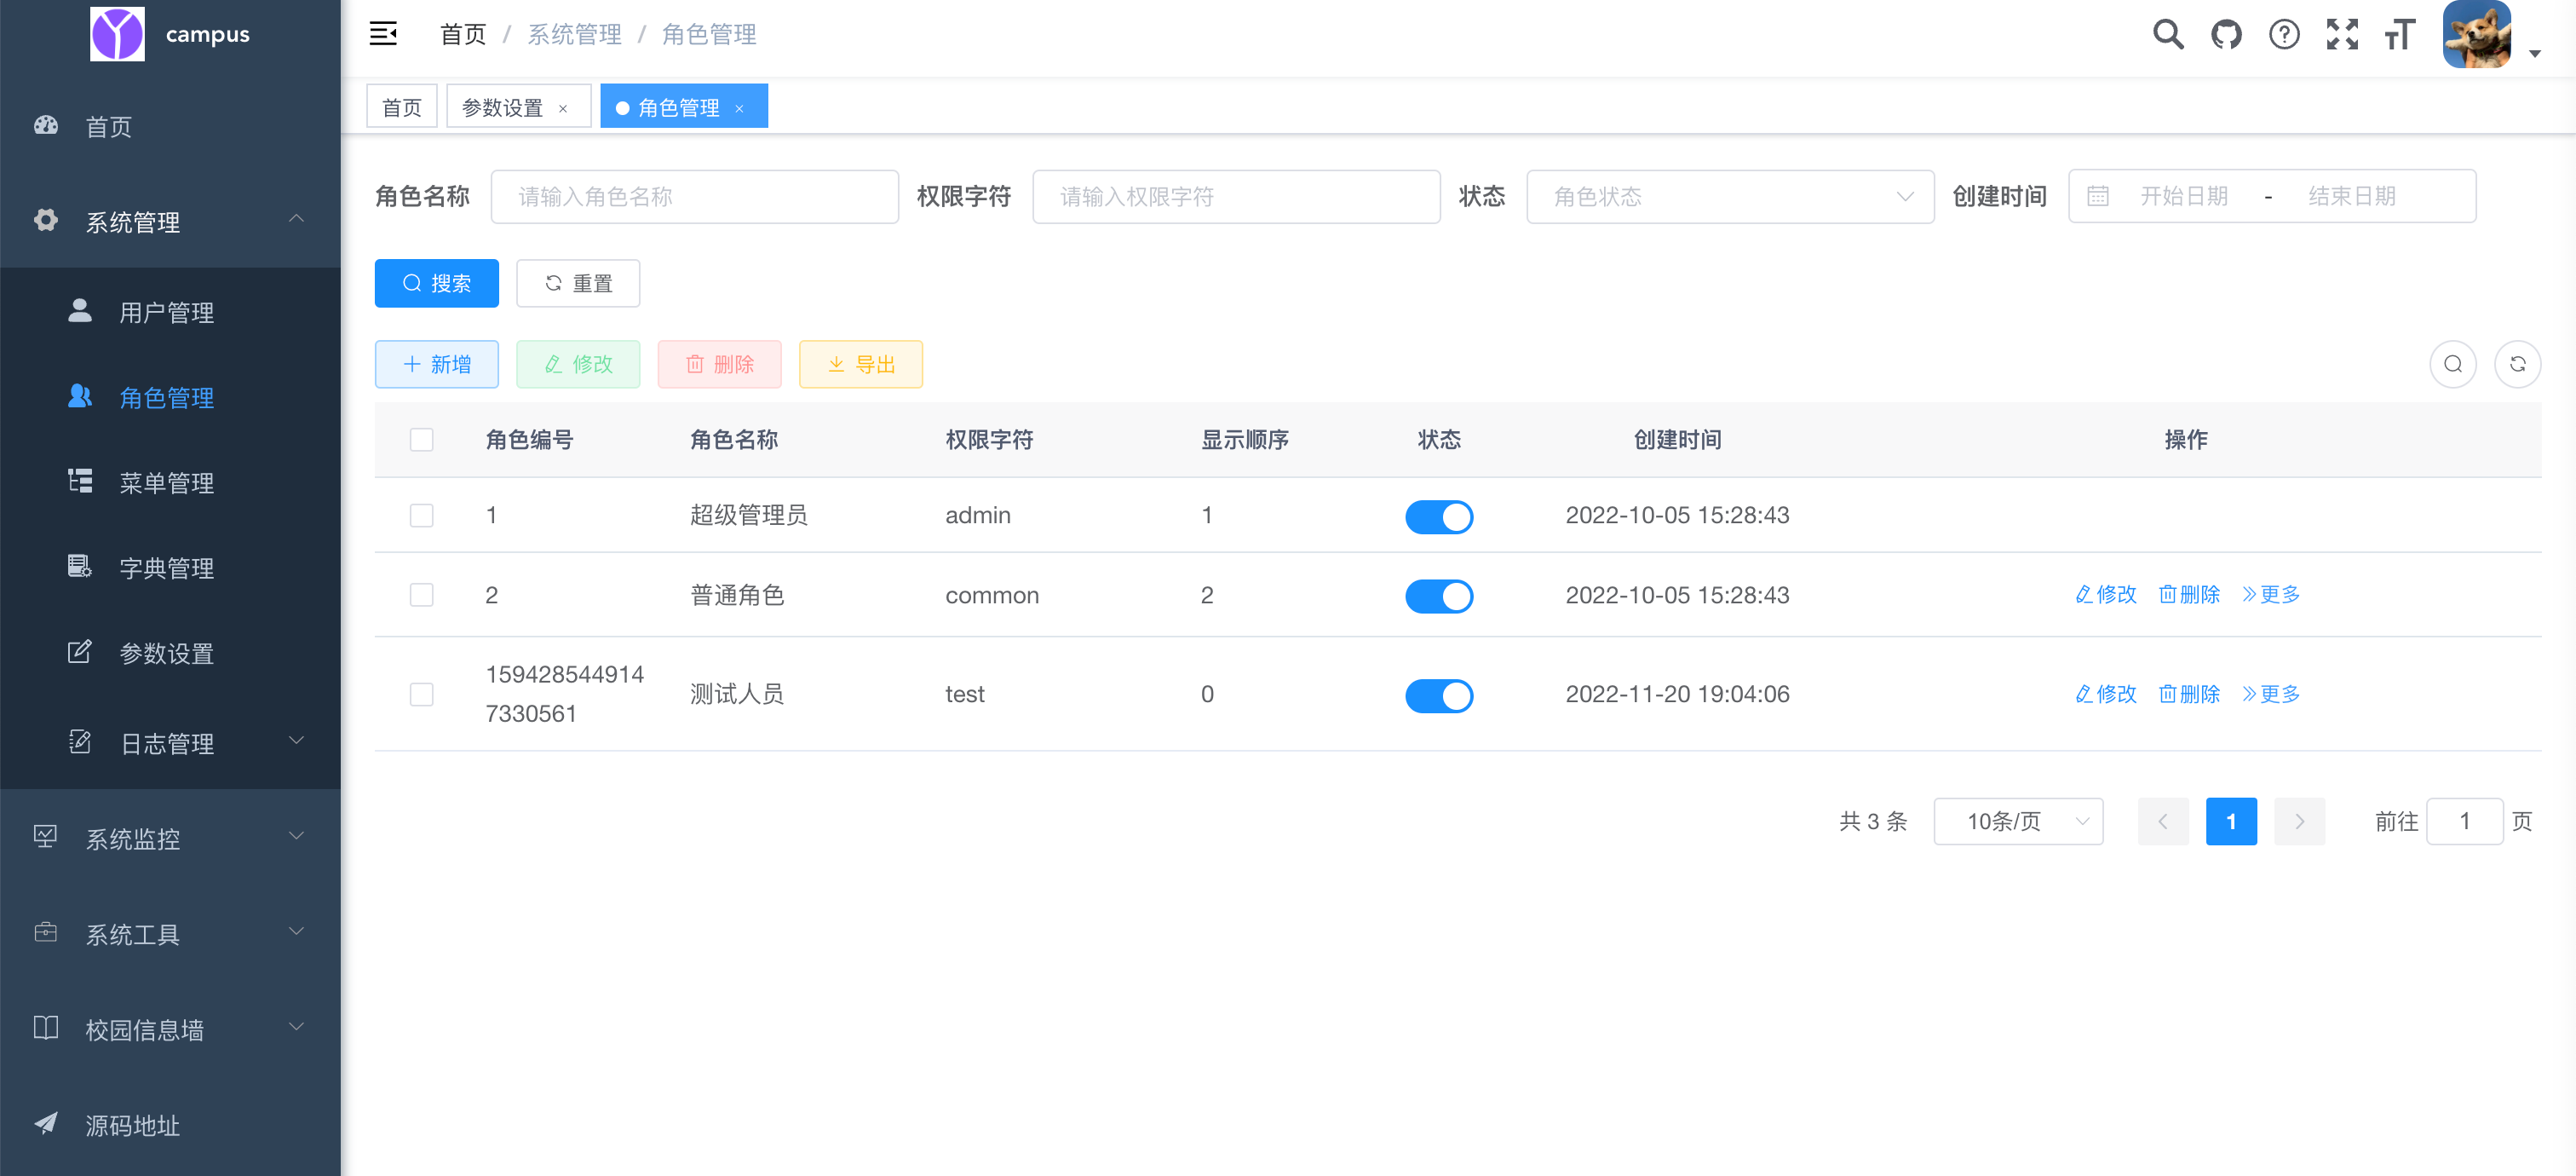 campus
首页
系统管理
用户管理
角色管理
菜单管理
字典管理
参数设置
日志管理
系统监控
系统工具
校园信息墙
源码地址
首页 / 系统管理 / 角色管理
首页 参数设置 × 角色管理 ×
角色名称 请输入角色名称 权限字符 请输入权限字符 状态 角色状态 创建时间 开始日期 - 结束日期
搜索 重置
新增 修改 删除 导出
角色编号 角色名称 权限字符 显示顺序 状态 创建时间 操作
1 超级管理员 admin 1 2022-10-05 15:28:43
2 普通角色 common 2 2022-10-05 15:28:43 修改 删除 更多
159428544914
7330561 测试人员 test 0 2022-11-20 19:04:06 修改 删除 更多
共 3 条 10条/页 1 前往 1 页